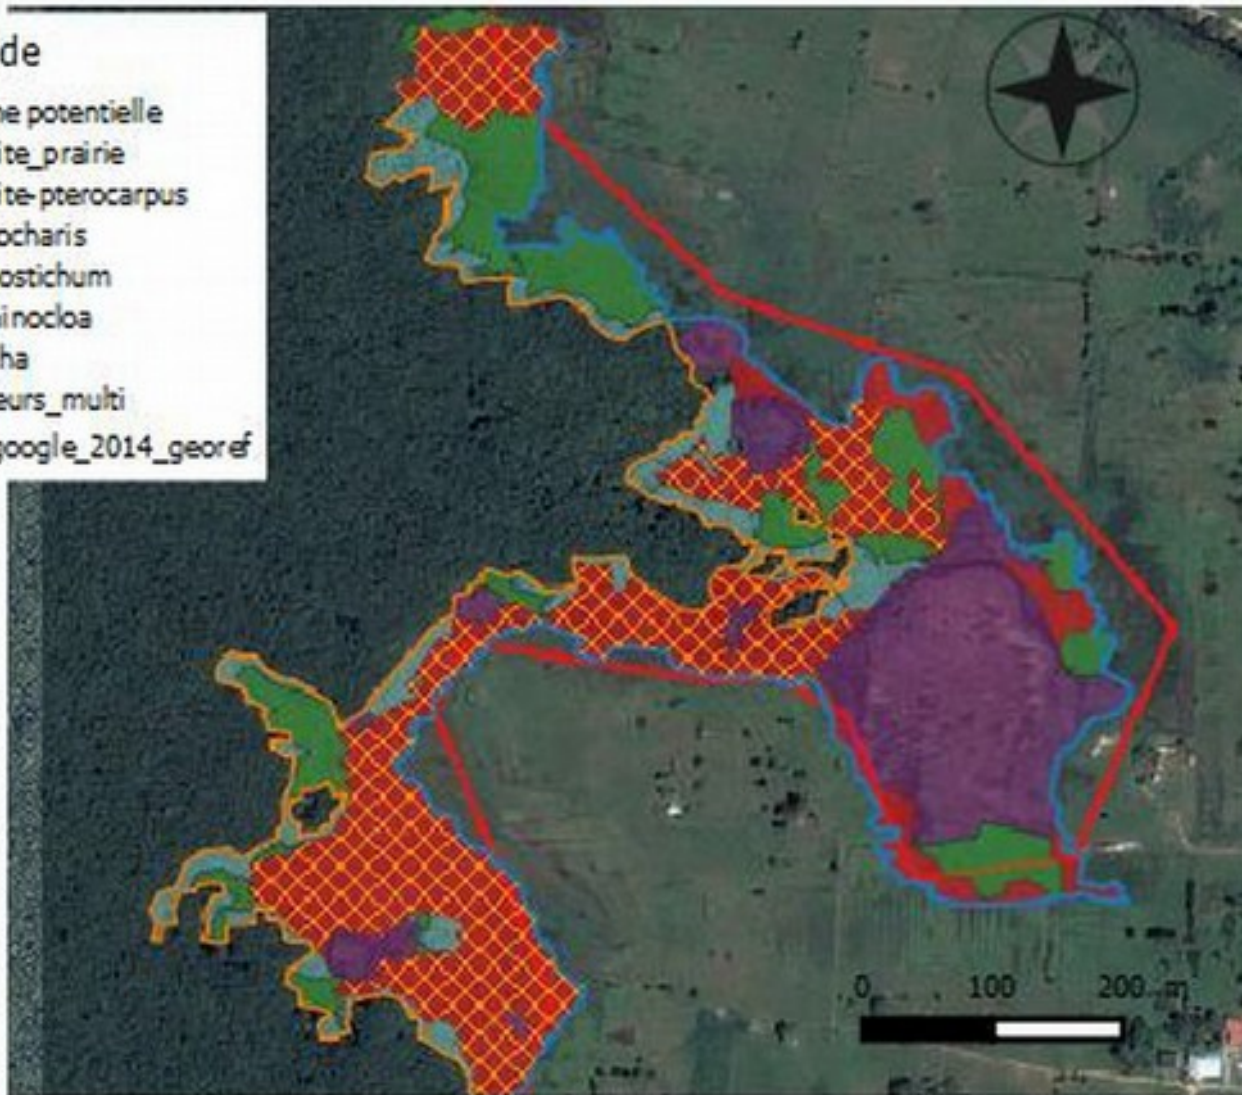 de
ne potentielle
ite_prairie
ite-pterocarpus
ocharis
ostichum
inocloa
ha
eurs_multi
google_2014_georef
0 100 200 m